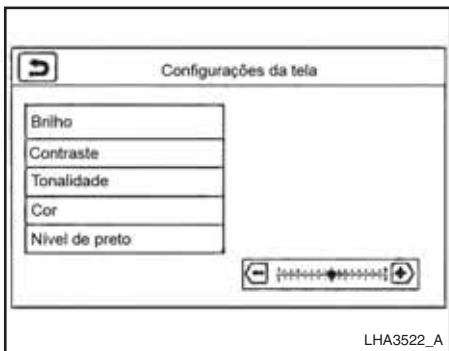 Configurações da tela
Brilho
Contraste
Tonalidade
Cor
Nível de preto
LHA3522_A